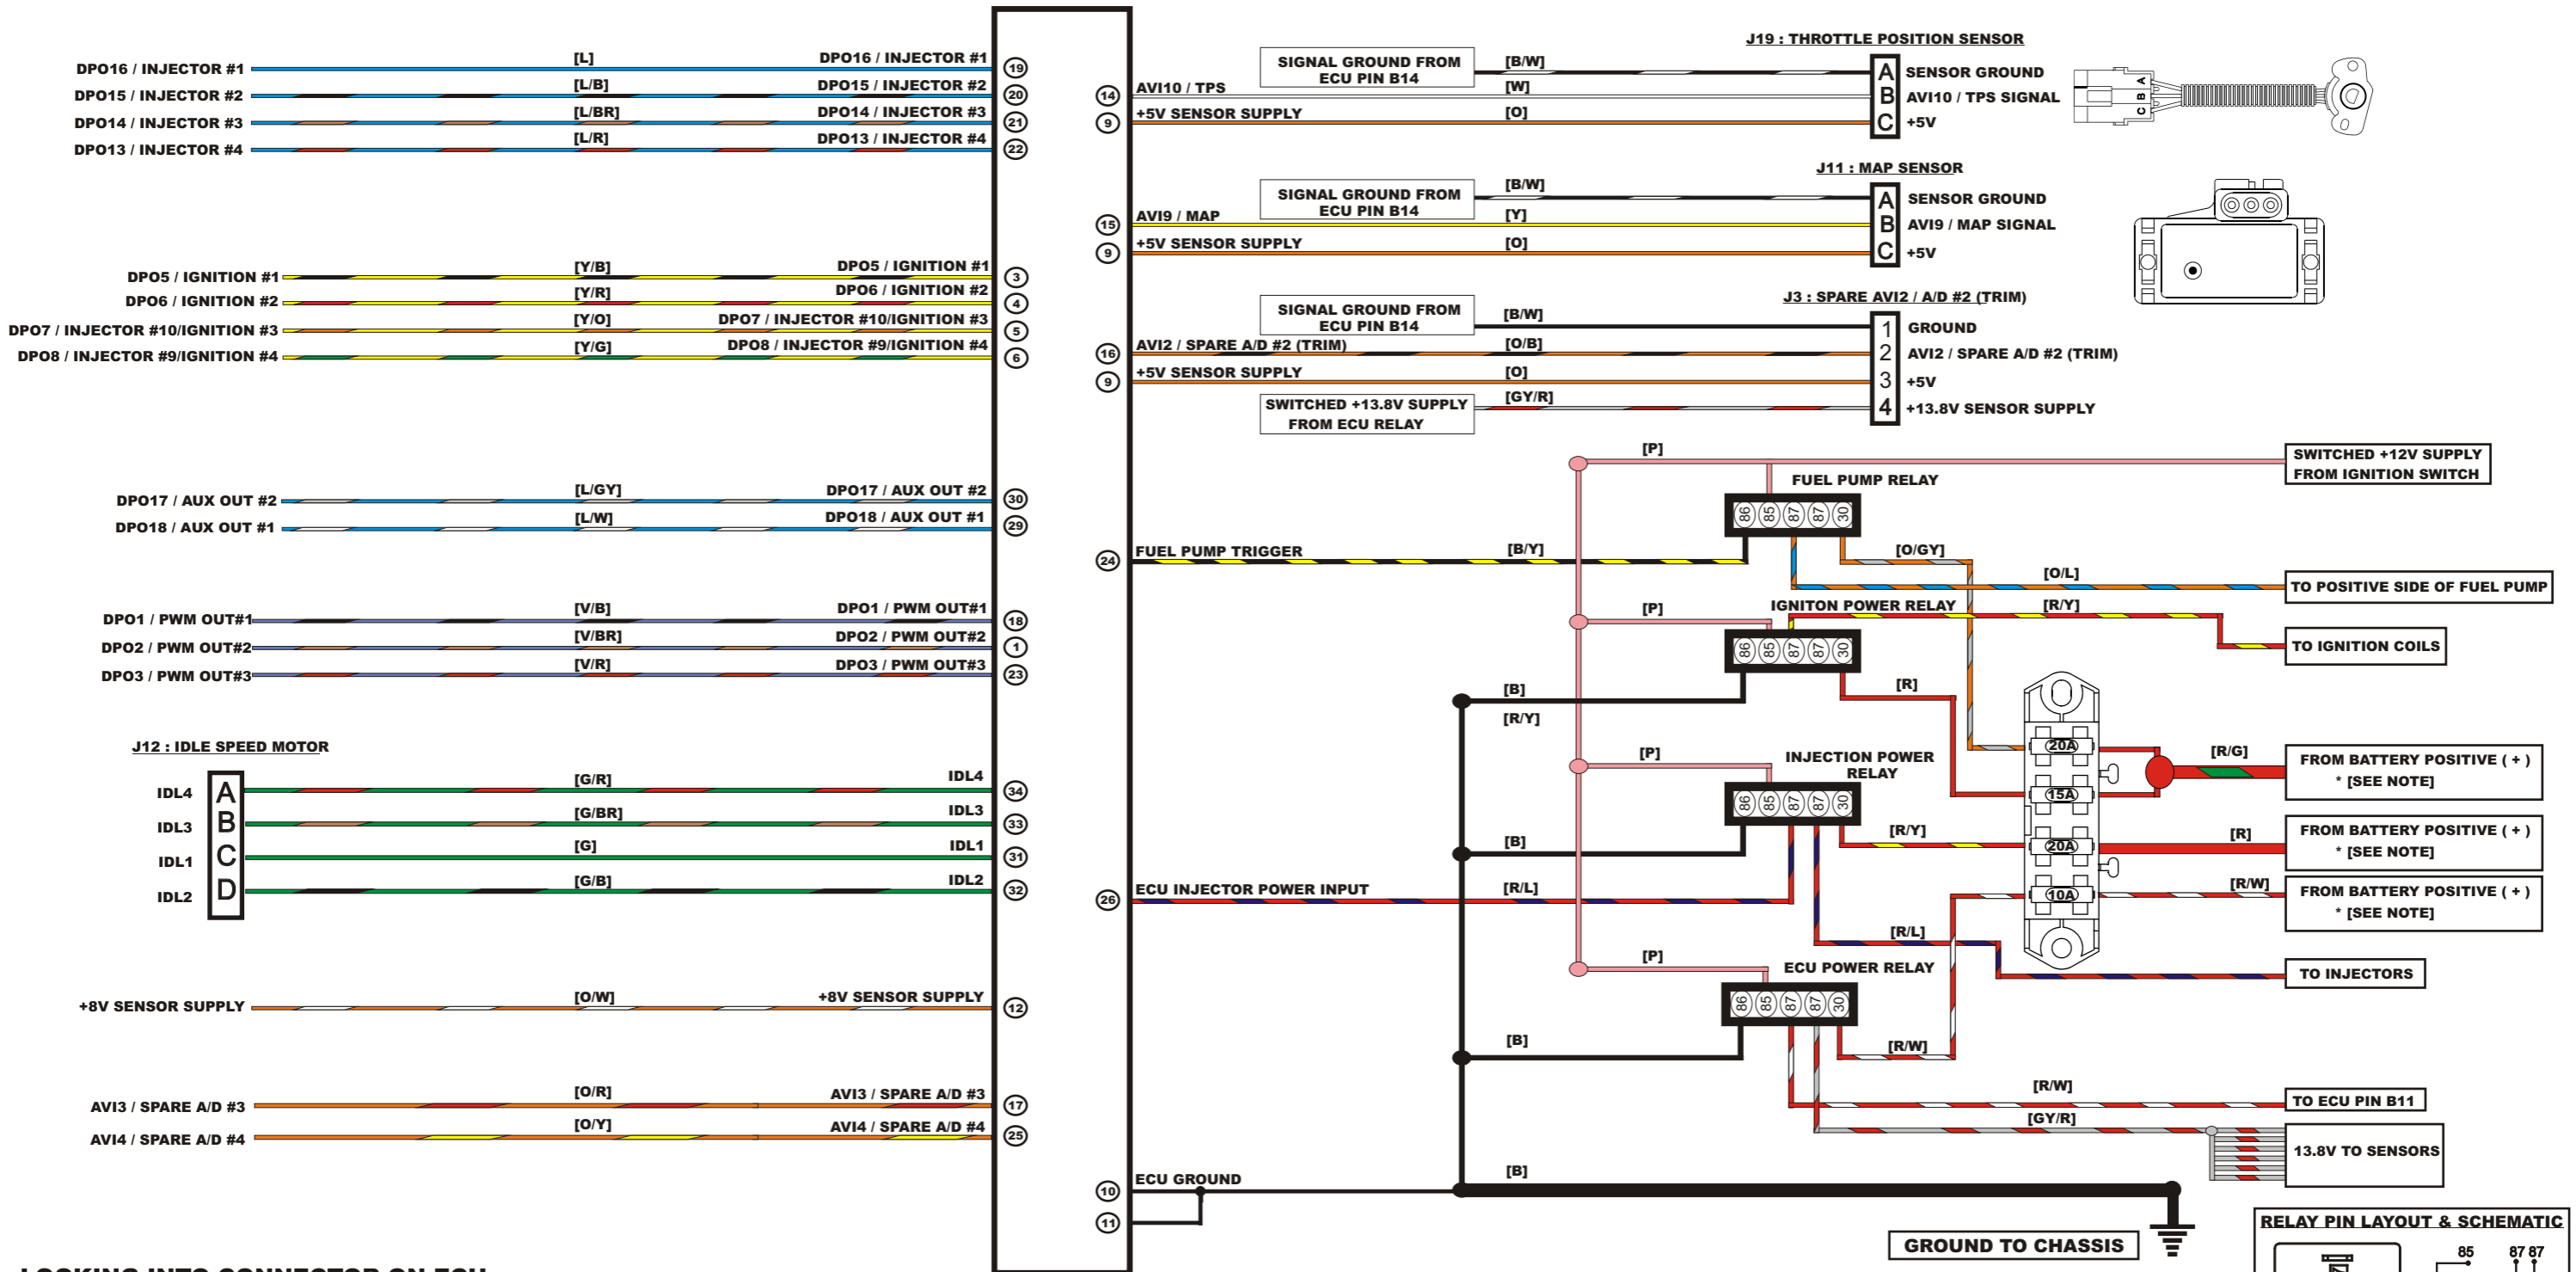 DPO16 / INJECTOR #1 [L] DPO16 / INJECTOR #1 19
DPO15 / INJECTOR #2 [L/B] DPO15 / INJECTOR #2 20
DPO14 / INJECTOR #3 [L/BR] DPO14 / INJECTOR #3 21
DPO13 / INJECTOR #4 [L/R] DPO13 / INJECTOR #4 22
DPO5 / IGNITION #1 [Y/B] DPO5 / IGNITION #1 3
DPO6 / IGNITION #2 [Y/R] DPO6 / IGNITION #2 4
DPO7 / INJECTOR #10/IGNITION #3 [Y/O] DPO7 / INJECTOR #10/IGNITION #3 5
DPO8 / INJECTOR #9/IGNITION #4 [Y/G] DPO8 / INJECTOR #9/IGNITION #4 6
DPO17 / AUX OUT #2 [L/GY] DPO17 / AUX OUT #2 30
DPO18 / AUX OUT #1 [L/W] DPO18 / AUX OUT #1 29
DPO1 / PWM OUT#1 [V/B] DPO1 / PWM OUT#1 18
DPO2 / PWM OUT#2 [V/BR] DPO2 / PWM OUT#2 1
DPO3 / PWM OUT#3 [V/R] DPO3 / PWM OUT#3 23
J12 : IDLE SPEED MOTOR
IDL4 A [G/R] IDL4 34
IDL3 B [G/BR] IDL3 33
IDL1 C [G] IDL1 31
IDL2 D [G/B] IDL2 32
+8V SENSOR SUPPLY [O/W] +8V SENSOR SUPPLY 12
AVI3 / SPARE A/D #3 [O/R] AVI3 / SPARE A/D #3 17
AVI4 / SPARE A/D #4 [O/Y] AVI4 / SPARE A/D #4 25
J19 : THROTTLE POSITION SENSOR
SIGNAL GROUND FROM
ECU PIN B14
[B/W] A SENSOR GROUND
14 AVI10 / TPS [W] B AVI10 / TPS SIGNAL
9 +5V SENSOR SUPPLY [O] C +5V
A
B
C
J11 : MAP SENSOR
SIGNAL GROUND FROM
ECU PIN B14
[B/W] A SENSOR GROUND
15 AVI9 / MAP [Y] B AVI9 / MAP SIGNAL
9 +5V SENSOR SUPPLY [O] C +5V
J3 : SPARE AVI2 / A/D #2 (TRIM)
SIGNAL GROUND FROM
ECU PIN B14
[B/W] 1 GROUND
16 AVI2 / SPARE A/D #2 (TRIM) [O/B] 2 AVI2 / SPARE A/D #2 (TRIM)
9 +5V SENSOR SUPPLY [O] 3 +5V
SWITCHED +13.8V SUPPLY
FROM ECU RELAY
[GY/R] 4 +13.8V SENSOR SUPPLY
[P] SWITCHED +12V SUPPLY
FROM IGNITION SWITCH
FUEL PUMP RELAY
86 85 87 87 30
24 FUEL PUMP TRIGGER [B/Y] [O/GY]
[O/L] TO POSITIVE SIDE OF FUEL PUMP
[P] IGNITON POWER RELAY [R/Y]
86 85 87 87 30
TO IGNITION COILS
[B] [R]
[R/Y]
[P] INJECTION POWER
RELAY
86 85 87 87 30
20A [R/G] FROM BATTERY POSITIVE ( + )
* [SEE NOTE]
15A
[B] [R/Y] 20A [R] FROM BATTERY POSITIVE ( + )
* [SEE NOTE]
26 ECU INJECTOR POWER INPUT [R/L] 10A [R/W] FROM BATTERY POSITIVE ( + )
* [SEE NOTE]
[R/L] TO INJECTORS
[P] ECU POWER RELAY
86 85 87 87 30
[B] [R/W]
[R/W] TO ECU PIN B11
[GY/R] 13.8V TO SENSORS
10 ECU GROUND [B]
11
GROUND TO CHASSIS
RELAY PIN LAYOUT & SCHEMATIC
85 87 87